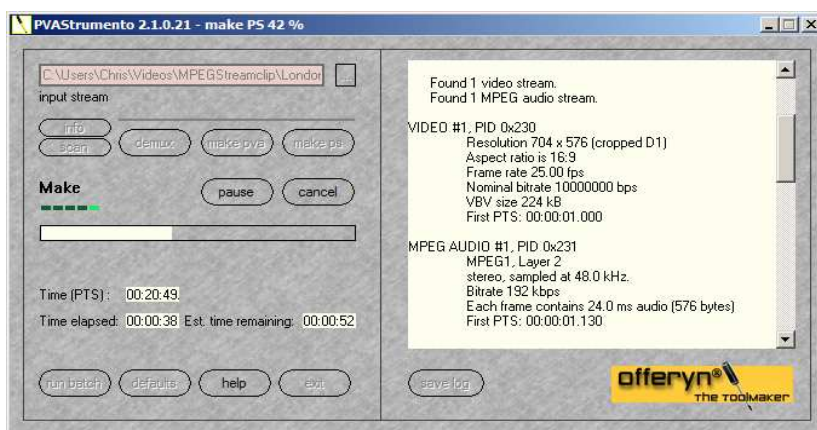 PVAStrumento 2.1.0.21 - make PS 42 %
C:\Users\Chris\Videos\MPEGStreamclip\Londor
...
input stream
info
scan
demux
make pva
make ps
Make
pause
cancel
Time (PTS) : 00:20:49.
Time elapsed: 00:00:38 Est. time remaining: 00:00:52
run batch
defaults
help
exit
Found 1 video stream.
Found 1 MPEG audio stream.
VIDEO #1, PID 0x230
Resolution 704 x 576 (cropped D1)
Aspect ratio is 16:9
Frame rate 25.00 fps
Nominal bitrate 10000000 bps
VBV size 224 kB
First PTS: 00:00:01.000
MPEG AUDIO #1, PID 0x231
MPEG1, Layer 2
stereo, sampled at 48.0 kHz.
Bitrate 192 kbps
Each frame contains 24.0 ms audio (576 bytes)
First PTS: 00:00:01.130
save log
offeryn®
The Toolmaker